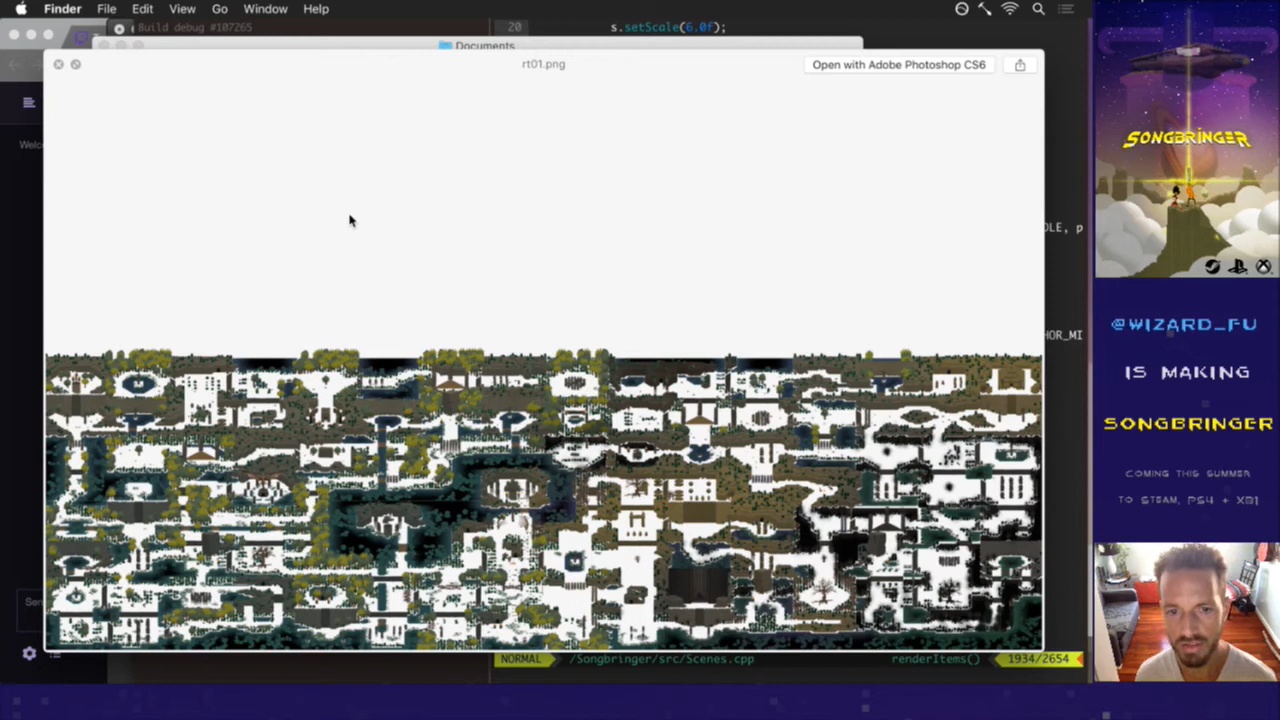 Finder File Edit View Go Window Help
Build debug #107265
20 s.setScale(6.0f);
Documents
rt01.png
Open with Adobe Photoshop CS6
Welc
OLE, p
HOR_MI
Sen
NORMAL /Songbringer/src/Scenes.cpp renderItems() 1934/2654
SONGBRINGER
@WIZARD_FU
IS MAKING
SONGBRINGER
COMING THIS SUMMER
TO STEAM, PS4 + XB1